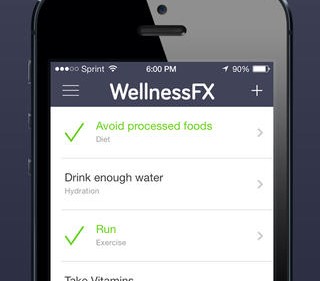 Sprint 6:00 PM 90%
WellnessFX +
Avoid processed foods
Diet
Drink enough water
Hydration
Run
Exercise
Take Vitamins